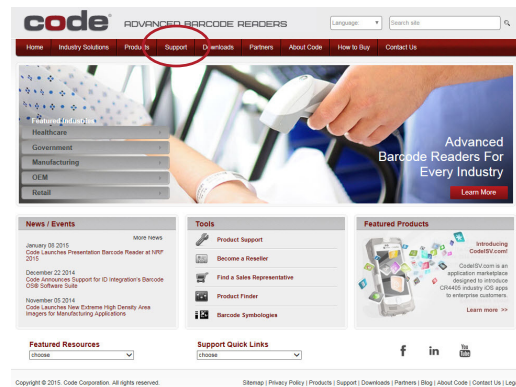 code ADVANCED BARCODE READERS
Language:
Search site
Home Industry Solutions Products Support Downloads Partners About Code How to Buy Contact Us
Featured Industries
Healthcare
Government
Manufacturing
OEM
Retail
Advanced
Barcode Readers For
Every Industry
Learn More
News / Events
More News
January 08 2015
Code Launches Presentation Barcode Reader at NRF
2015
December 22 2014
Code Announces Support for ID Integration's Barcode
OS® Software Suite
November 05 2014
Code Launches New Extreme High Density Area
Imagers for Manufacturing Applications
Tools
Product Support
Become a Reseller
Find a Sales Representative
Product Finder
Barcode Symbologies
Featured Products
Introducing
CodeISV.com!
CodeISV.com is an
application marketplace
designed to introduce
CR4405 industry iOS apps
to enterprise customers.
Learn more >>
Featured Resources
choose
Support Quick Links
choose
f in You Tube
Copyright © 2015. Code Corporation. All rights reserved.
Sitemap | Privacy Policy | Products | Support | Downloads | Partners | Blog | About Code | Contact Us | Lega